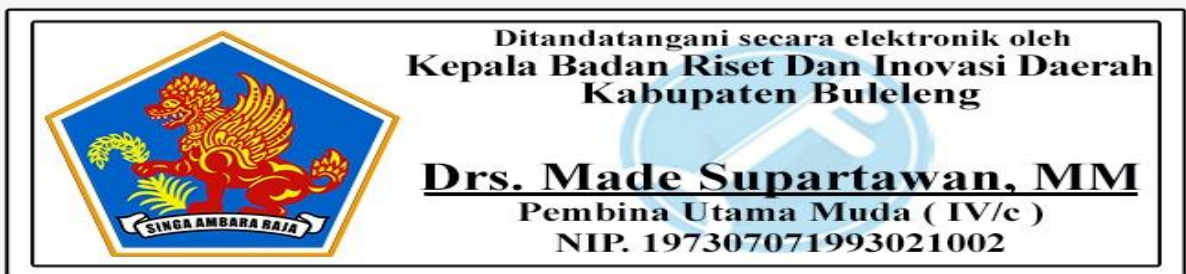 Ditandatangani secara elektronik oleh
Kepala Badan Riset Dan Inovasi Daerah
Kabupaten Buleleng
Drs. Made Supartawan, MM
Pembina Utama Muda ( IV/c )
NIP. 197307071993021002
SINGA AMBARA RAJA